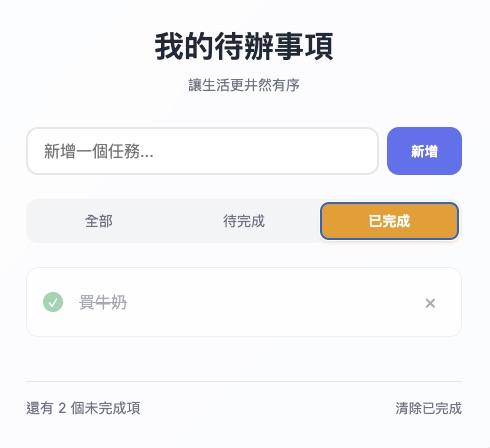 我的待辦事項
讓生活更井然有序
新增一個任務...
新增
全部
待完成
已完成
買牛奶
還有 2 個未完成項
清除已完成